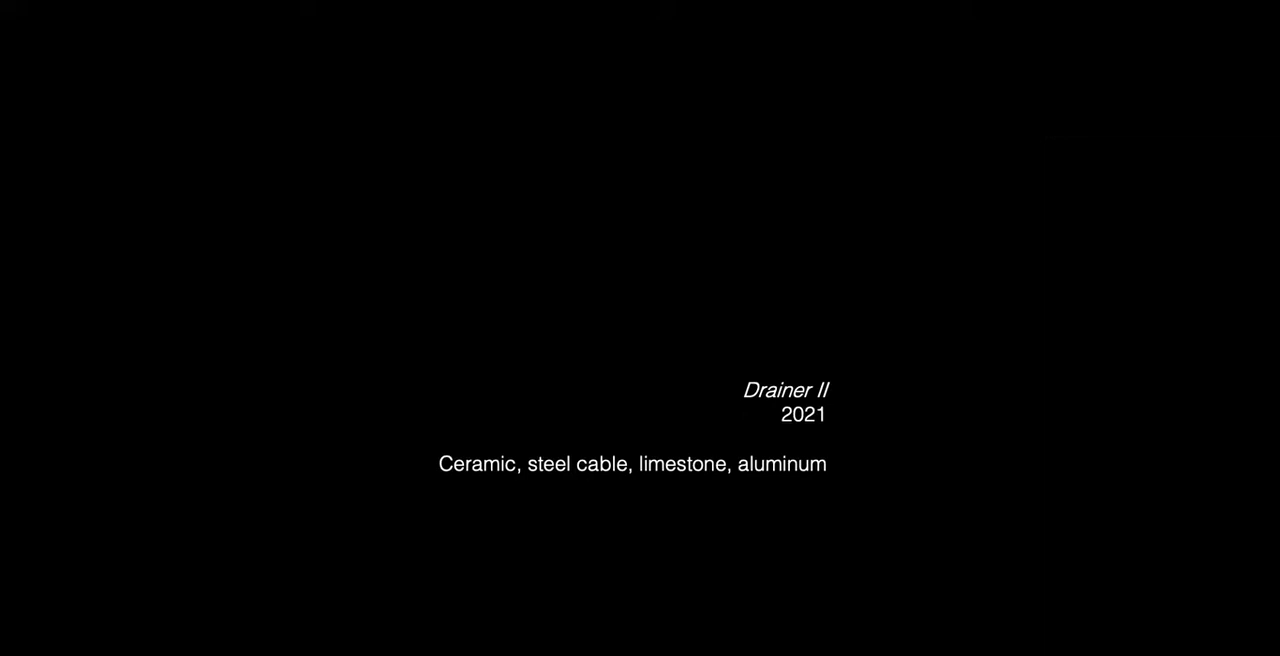 Drainer II
2021
Ceramic, steel cable, limestone, aluminum